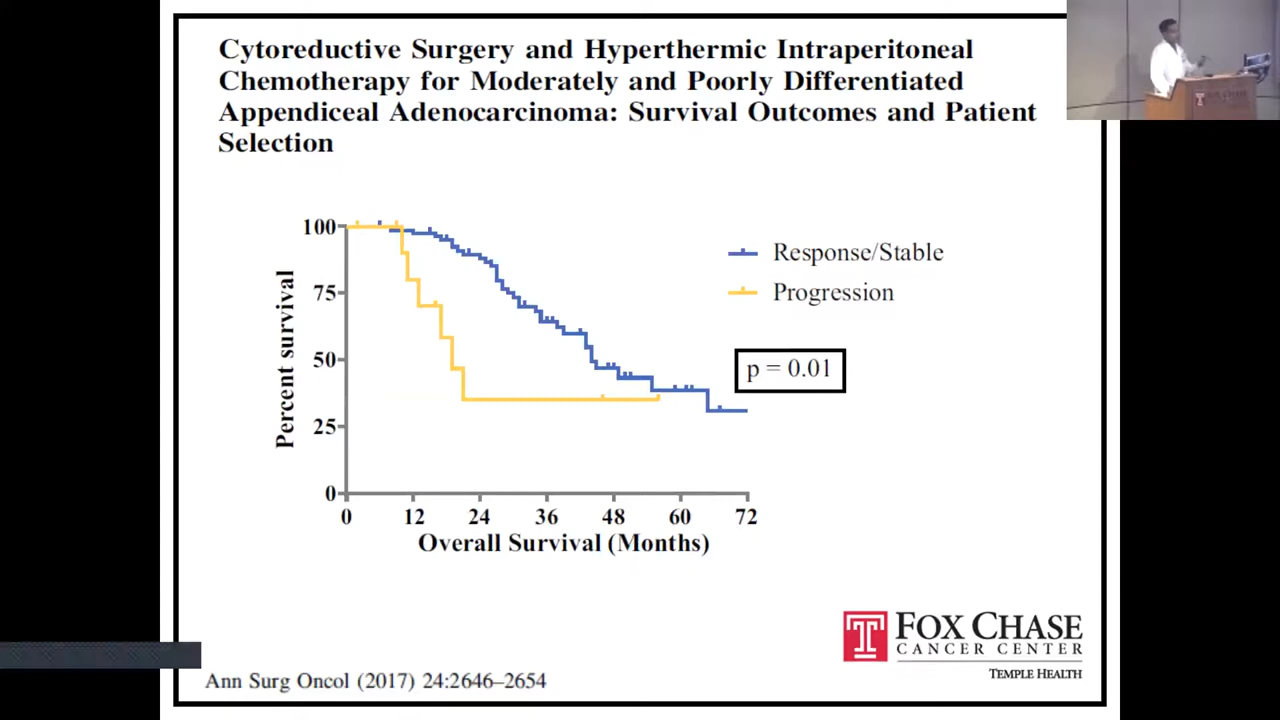 Cytoreductive Surgery and Hyperthermic Intraperitoneal
Chemotherapy for Moderately and Poorly Differentiated
Appendiceal Adenocarcinoma: Survival Outcomes and Patient
Selection
100
75
50
25
0
Percent survival
0 12 24 36 48 60 72
Overall Survival (Months)
Response/Stable
Progression
p = 0.01
FOX CHASE
CANCER CENTER
TEMPLE HEALTH
Ann Surg Oncol (2017) 24:2646–2654